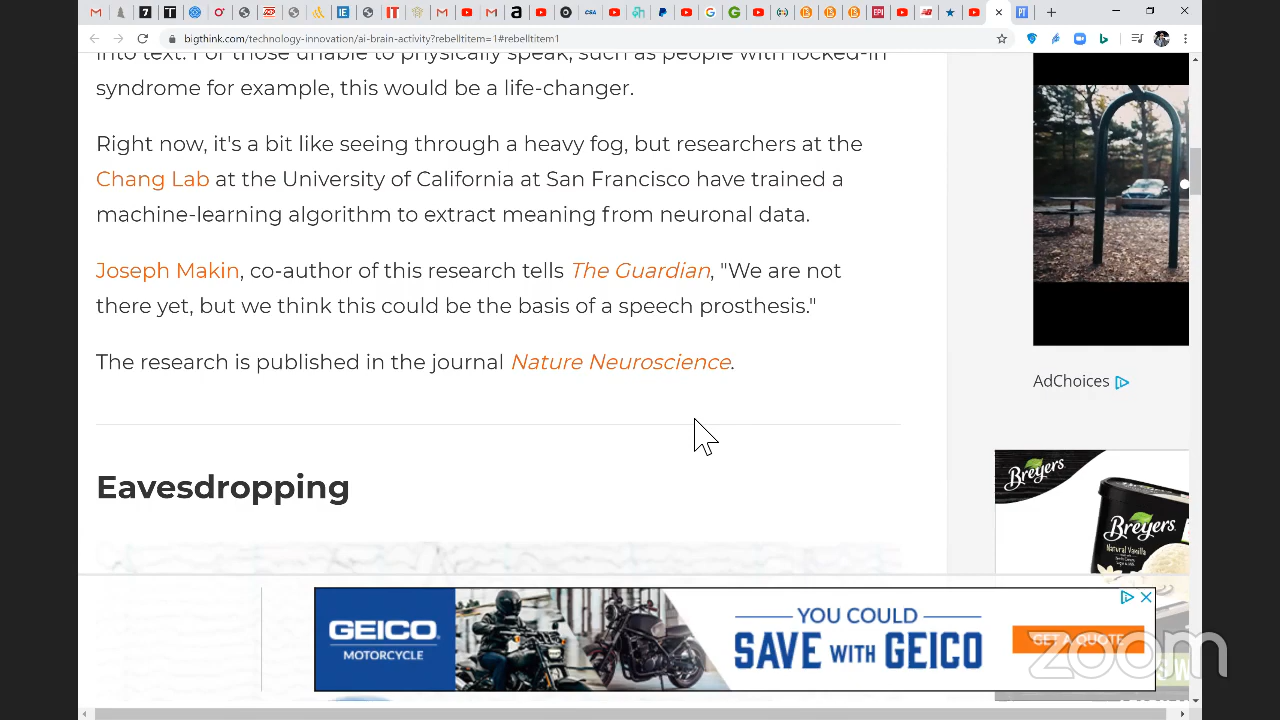 bigthink.com/technology-innovation/ai-brain-activity?rebelltitem=1#rebelltitem1
into text. For those unable to physically speak, such as people with locked-in
syndrome for example, this would be a life-changer.
Right now, it's a bit like seeing through a heavy fog, but researchers at the
Chang Lab at the University of California at San Francisco have trained a
machine-learning algorithm to extract meaning from neuronal data.
Joseph Makin, co-author of this research tells The Guardian, "We are not
there yet, but we think this could be the basis of a speech prosthesis."
The research is published in the journal Nature Neuroscience.
Eavesdropping
AdChoices
Breyers
Breyers
Natural Vanilla
GEICO
MOTORCYCLE
YOU COULD
SAVE WITH GEICO
GET A QUOTE
zoom